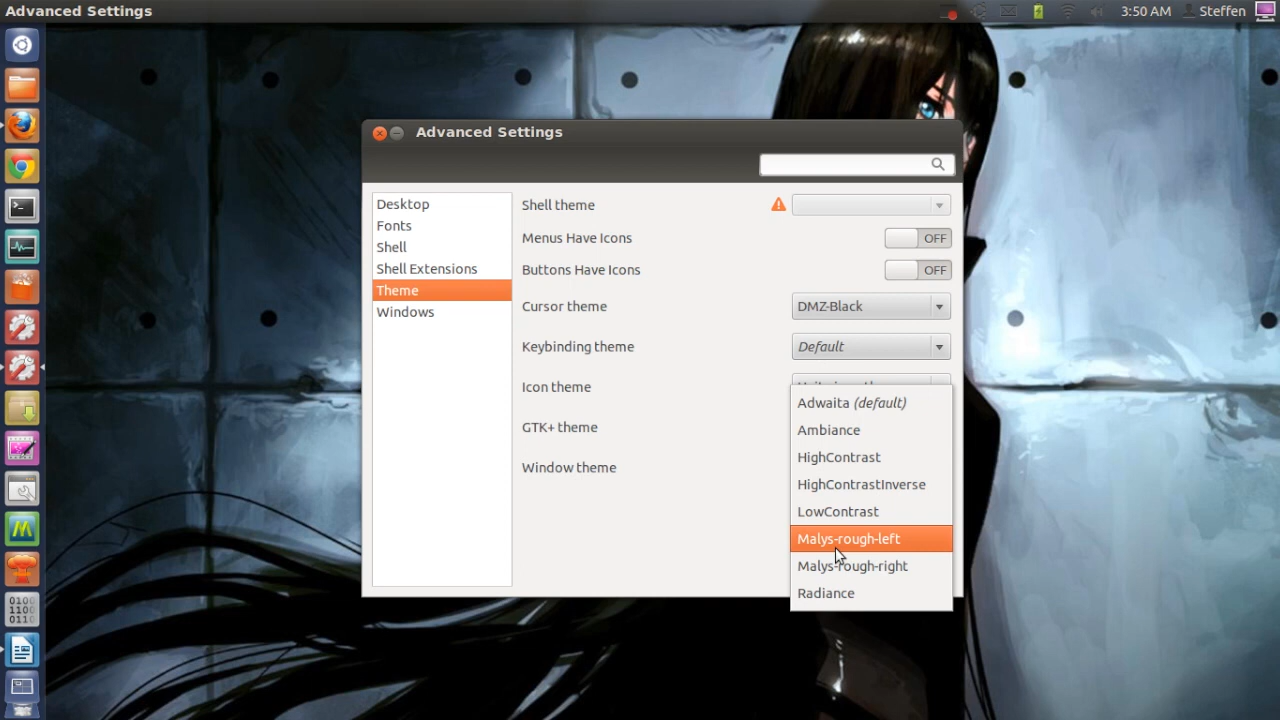 Advanced Settings
3:50 AM
Steffen
Advanced Settings
Desktop
Fonts
Shell
Shell Extensions
Theme
Windows
Shell theme
Menus Have Icons
OFF
Buttons Have Icons
OFF
Cursor theme
DMZ-Black
Keybinding theme
Default
Icon theme
GTK+ theme
Window theme
Adwaita (default)
Ambiance
HighContrast
HighContrastInverse
LowContrast
Malys-rough-left
Malys-rough-right
Radiance